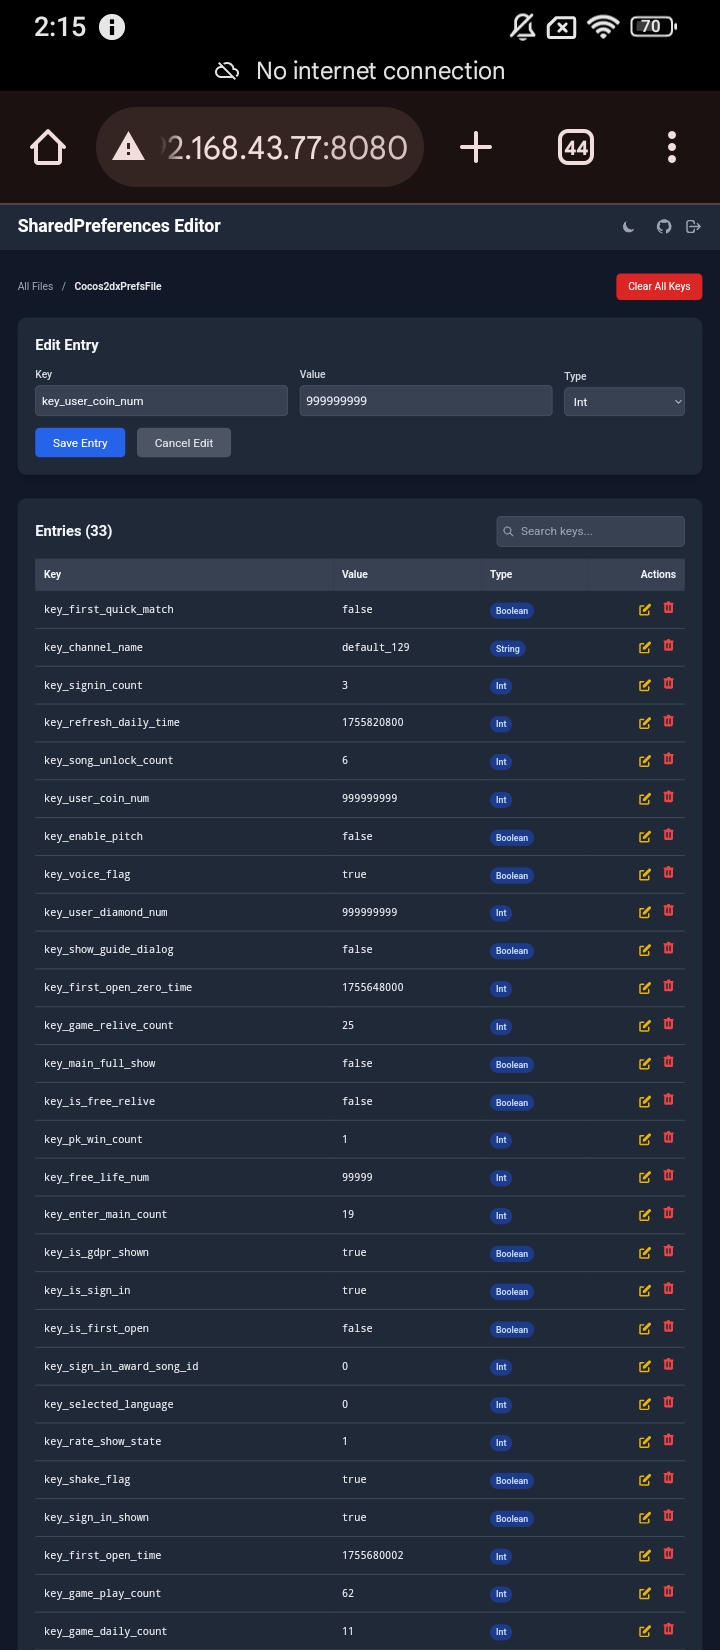 2:15
70
No internet connection
2.168.43.77:8080
44
SharedPreferences Editor
All Files / Cocos2dxPrefsFile
Clear All Keys
Edit Entry
Key Value Type
key_user_coin_num 999999999 Int
Save Entry Cancel Edit
Entries (33)
Search keys...
Key Value Type Actions
key_first_quick_match false Boolean
key_channel_name default_129 String
key_signin_count 3 Int
key_refresh_daily_time 1755820800 Int
key_song_unlock_count 6 Int
key_user_coin_num 999999999 Int
key_enable_pitch false Boolean
key_voice_flag true Boolean
key_user_diamond_num 999999999 Int
key_show_guide_dialog false Boolean
key_first_open_zero_time 1755648000 Int
key_game_relive_count 25 Int
key_main_full_show false Boolean
key_is_free_relive false Boolean
key_pk_win_count 1 Int
key_free_life_num 99999 Int
key_enter_main_count 19 Int
key_is_gdpr_shown true Boolean
key_is_sign_in true Boolean
key_is_first_open false Boolean
key_sign_in_award_song_id 0 Int
key_selected_language 0 Int
key_rate_show_state 1 Int
key_shake_flag true Boolean
key_sign_in_shown true Boolean
key_first_open_time 1755680002 Int
key_game_play_count 62 Int
key_game_daily_count 11 Int